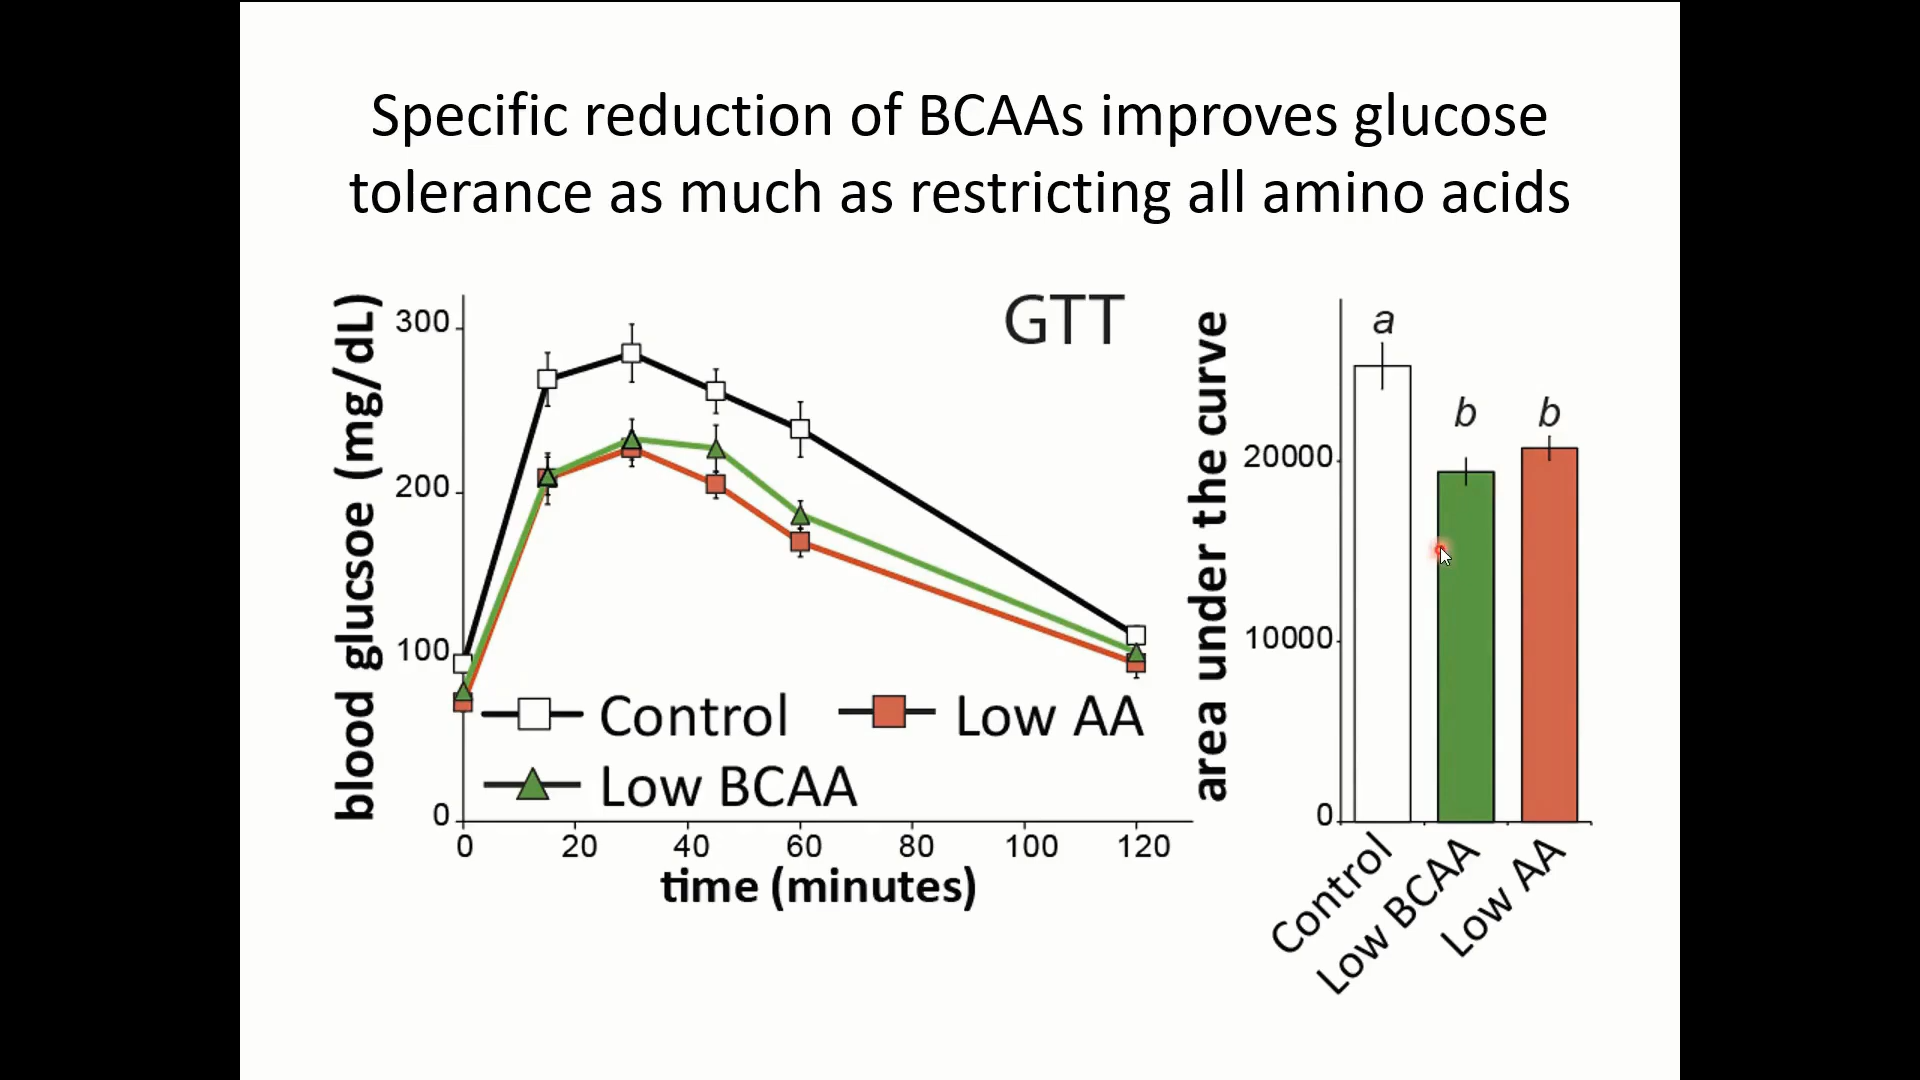 Specific reduction of BCAAs improves glucose
tolerance as much as restricting all amino acids
blood glucsoe (mg/dL)
300
200
100
0
GTT
Control
Low AA
Low BCAA
0 20 40 60 80 100 120
time (minutes)
area under the curve
20000
10000
0
a
b
b
Control
Low BCAA
Low AA